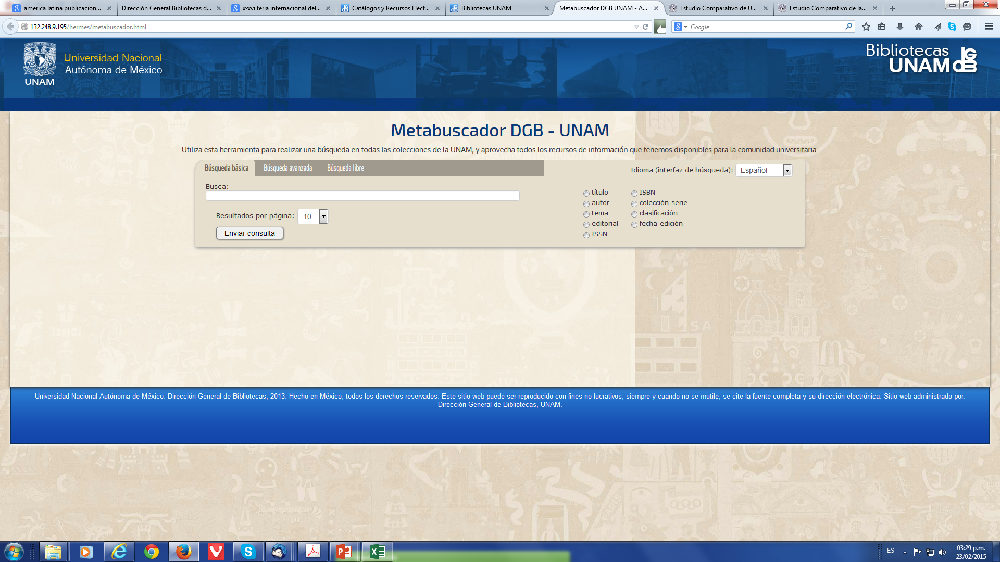 america latina publicacion...
Dirección General Bibliotecas d...
xxxvi feria internacional del...
Catálogos y Recursos Elect...
Bibliotecas UNAM
Metabuscador DGB UNAM - A...
Estudio Comparativo de U...
Estudio Comparativo de la...
132.248.9.195/hermes/metabuscador.html
Google
Universidad Nacional
Autónoma de México
UNAM
Bibliotecas
UNAM
Metabuscador DGB - UNAM
Utiliza esta herramienta para realizar una búsqueda en todas las colecciones de la UNAM, y aprovecha todos los recursos de información que tenemos disponibles para la comunidad universitaria.
Búsqueda básica Búsqueda avanzada Búsqueda libre
Idioma (interfaz de búsqueda): Español
Busca:
título
autor
tema
editorial
ISSN
ISBN
colección-serie
clasificación
fecha-edición
Resultados por página: 10
Enviar consulta
Universidad Nacional Autónoma de México. Dirección General de Bibliotecas, 2013. Hecho en México, todos los derechos reservados. Este sitio web puede ser reproducido con fines no lucrativos, siempre y cuando no se mutile, se cite la fuente completa y su dirección electrónica. Sitio web administrado por:
Dirección General de Bibliotecas, UNAM.
ES
03:29 p.m.
23/02/2015